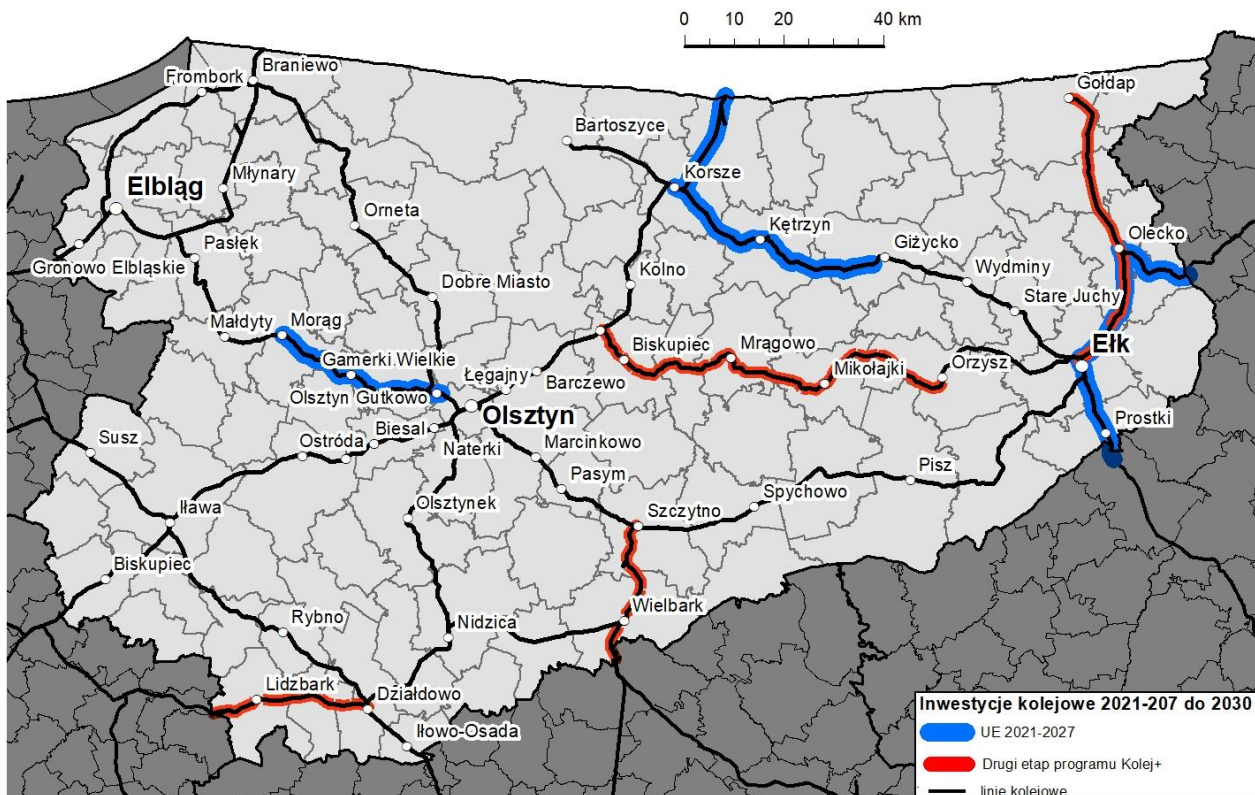 0 10 20 40 km
Braniewo
Frombork
Gołdap
Bartoszyce
Korsze
Młynary
Elbląg
Orneta
Kętrzyn
Olecko
Giżycko
Pasłęk
Gronowo Elbląskie
Kolno
Wydminy
Dobre Miasto
Stare Juchy
Małdyty
Morąg
Ełk
Biskupiec
Mrągowo
Gamerki Wielkie
Łęgajny
Orzysz
Barczewo
Mikołajki
Olsztyn Gutkowo
Olsztyn
Prostki
Biesal
Susz
Ostróda
Naterki
Marcinkowo
Pasym
Pisz
Spychowo
Iława
Olsztynek
Szczytno
Biskupiec
Wielbark
Rybno
Nidzica
Lidzbark
Działdowo
Iłowo-Osada
Inwestycje kolejowe 2021-207 do 2030
UE 2021-2027
Drugi etap programu Kolej+
linie kolejowe